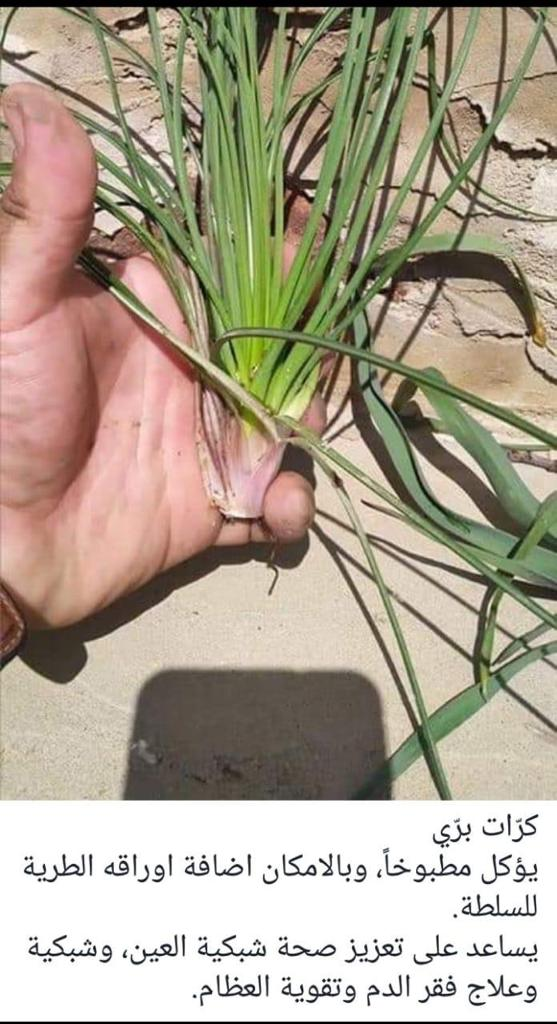 كرّات برّي
يؤكل مطبوخاً، وبالامكان اضافة اوراقه الطرية
للسلطة.
يساعد على تعزيز صحة شبكية العين، وشبكية
وعلاج فقر الدم وتقوية العظام.